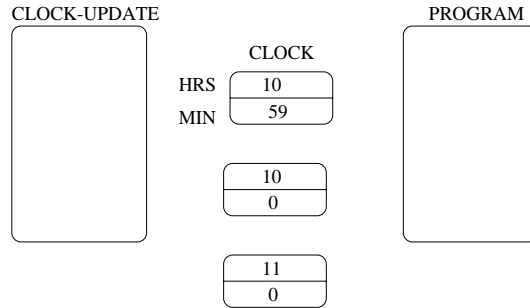 CLOCK-UPDATE
PROGRAM
CLOCK
HRS 10
MIN 59
10
0
11
0